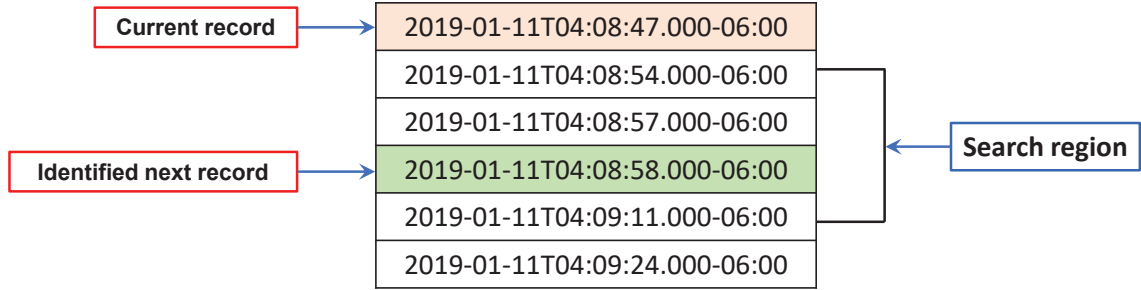 Current record
2019-01-11T04:08:47.000-06:00
2019-01-11T04:08:54.000-06:00
2019-01-11T04:08:57.000-06:00
Search region
Identified next record
2019-01-11T04:08:58.000-06:00
2019-01-11T04:09:11.000-06:00
2019-01-11T04:09:24.000-06:00